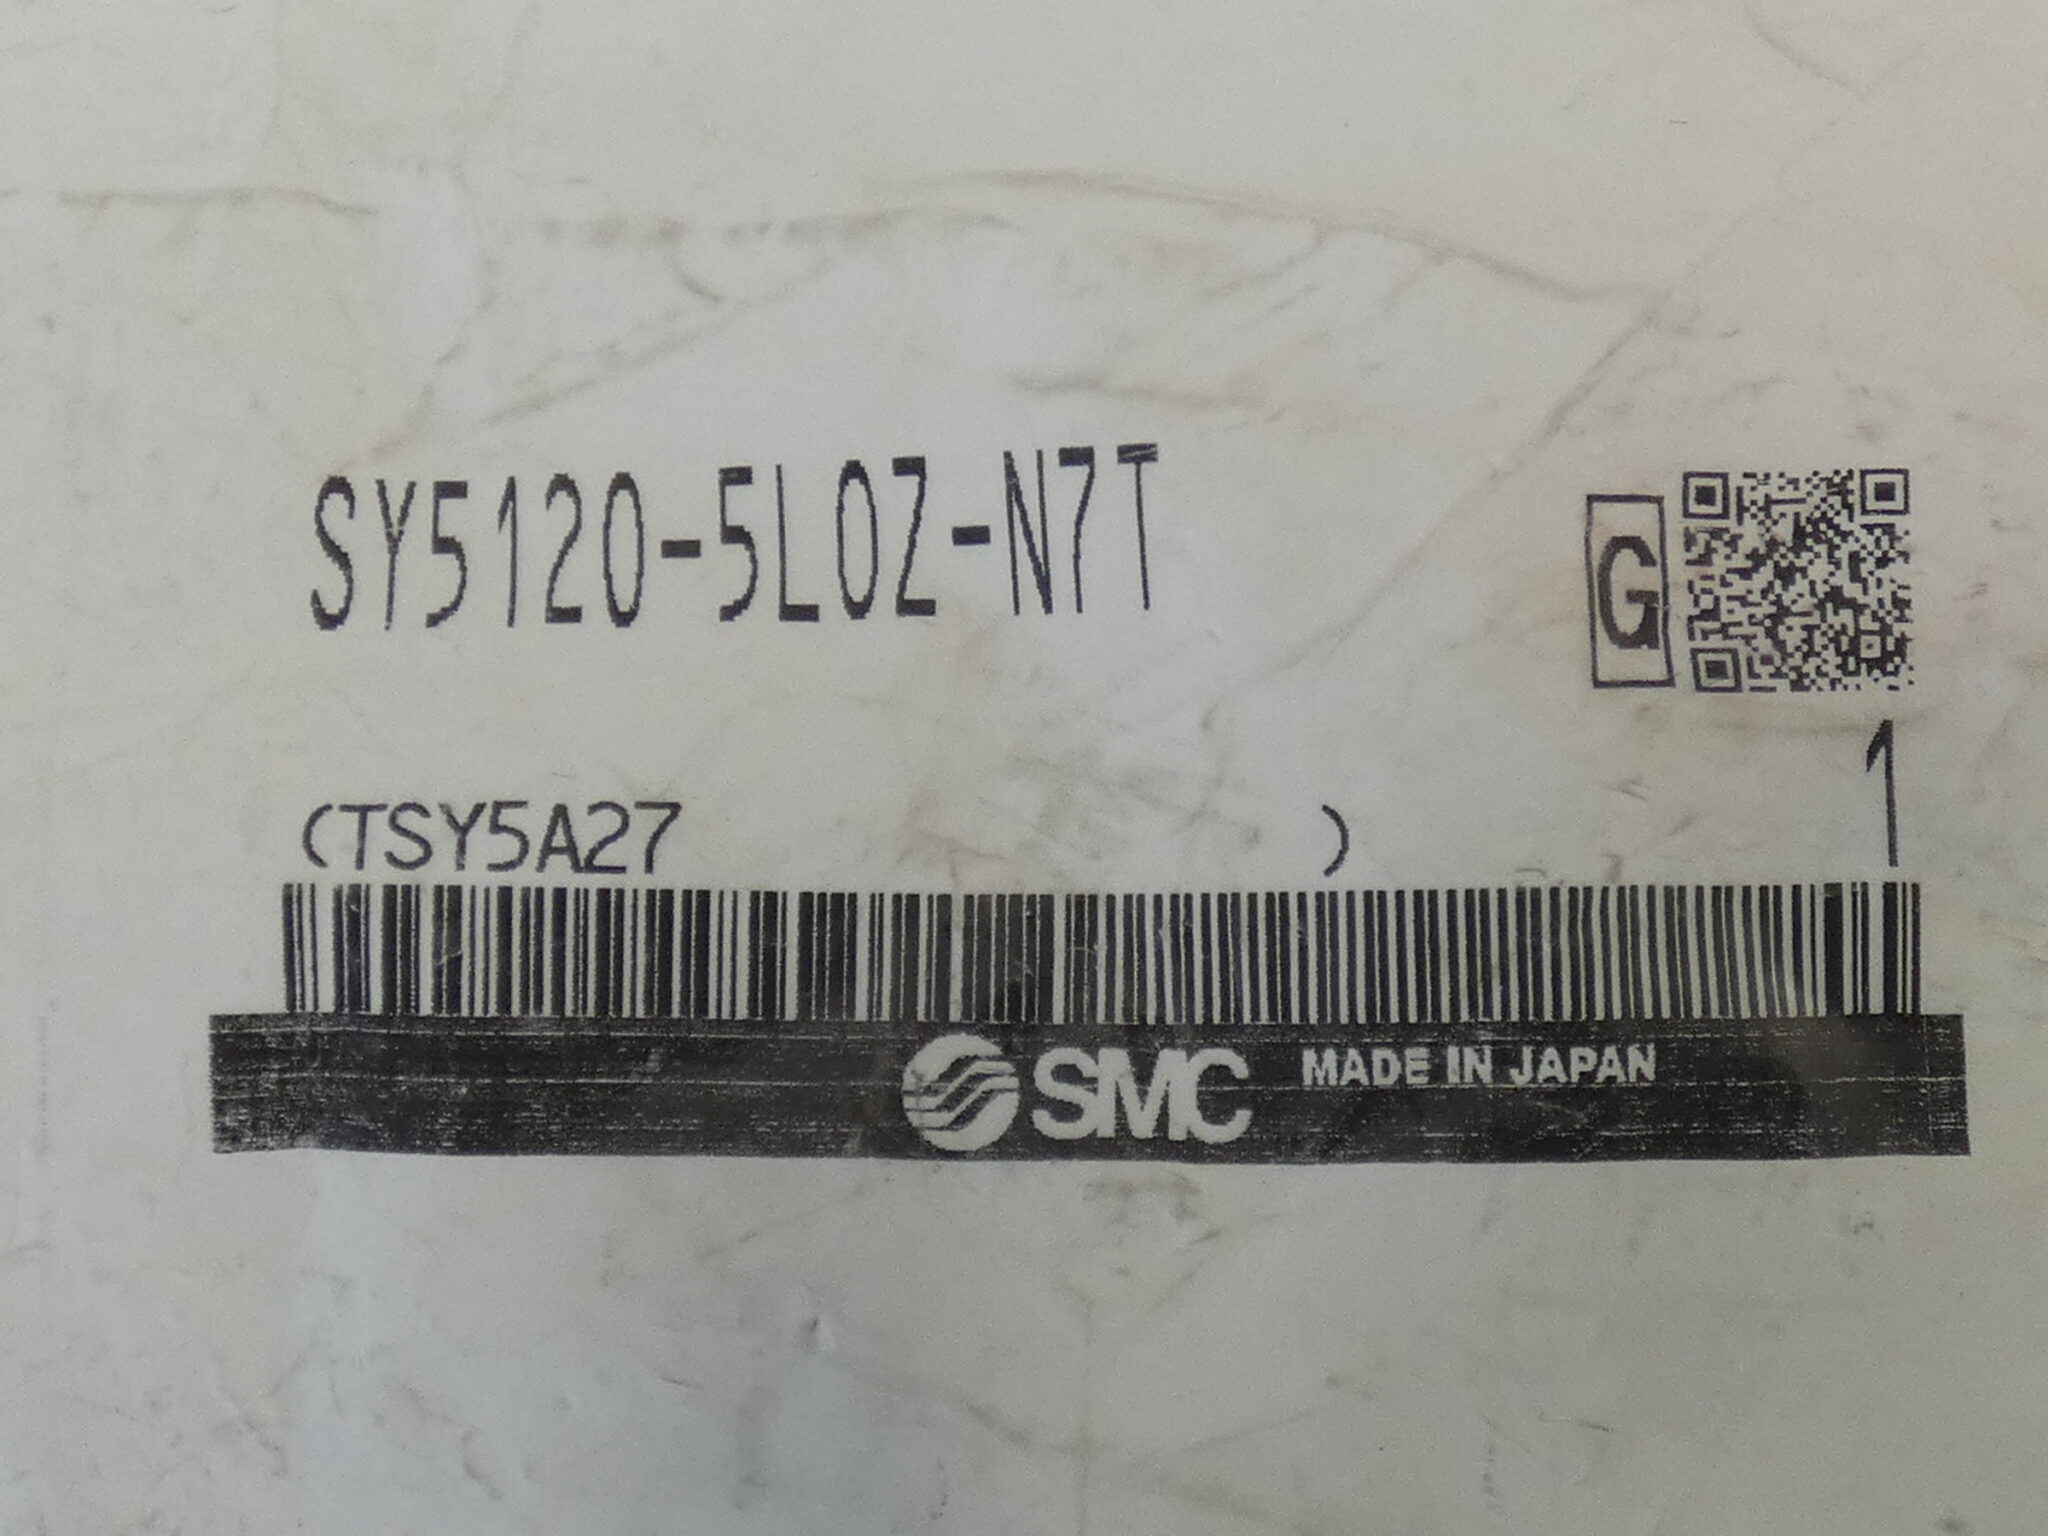 SY5120-5LOZ-N7T
G
1
(TSY5A27 )
SMC MADE IN JAPAN